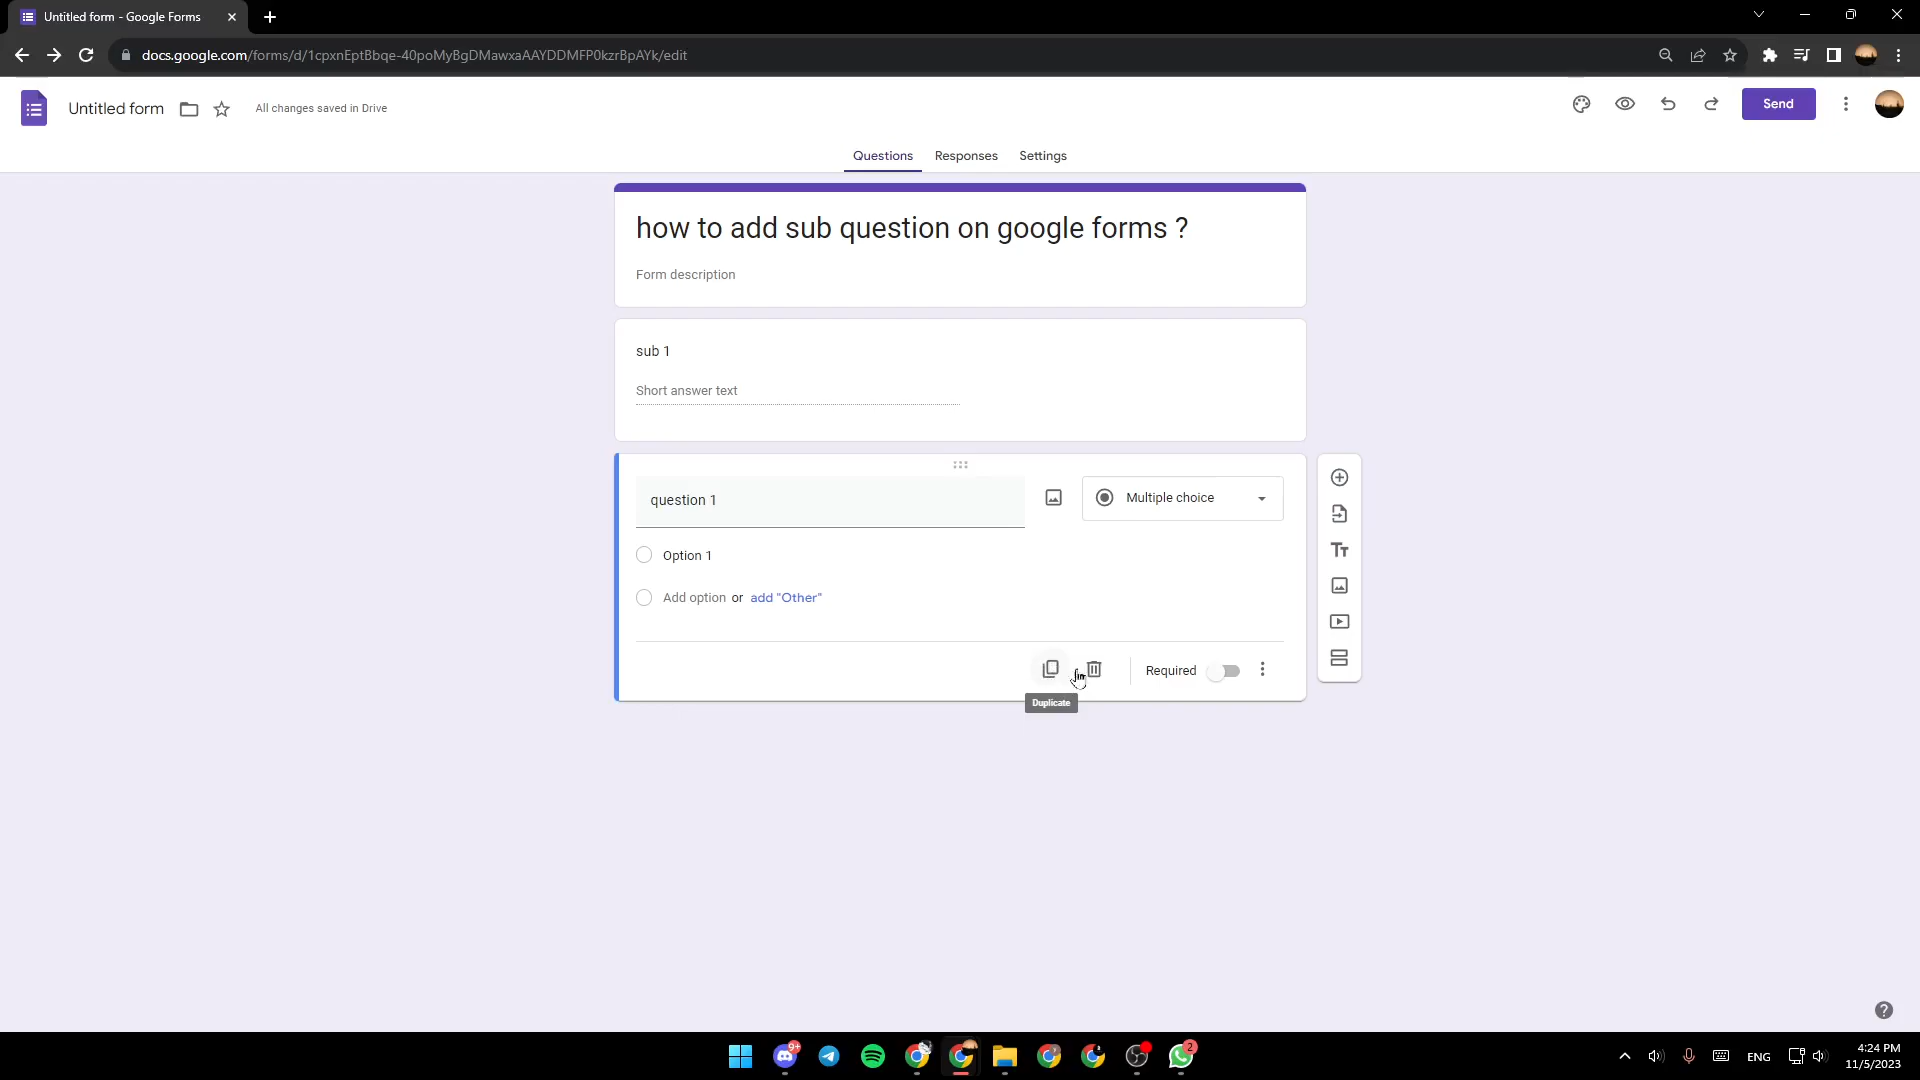 Untitled form - Google Forms
docs.google.com/forms/d/1cpxnEptBbqe-40poMyBgDMawxaAAYDDMFP0kzrBpAYk/edit
Untitled form
All changes saved in Drive
Send
Questions
Responses
Settings
how to add sub question on google forms ?
Form description
sub 1
Short answer text
question 1
Multiple choice
Option 1
Add option or add "Other"
Required
Duplicate
9+
2
ENG
4:24 PM
11/5/2023